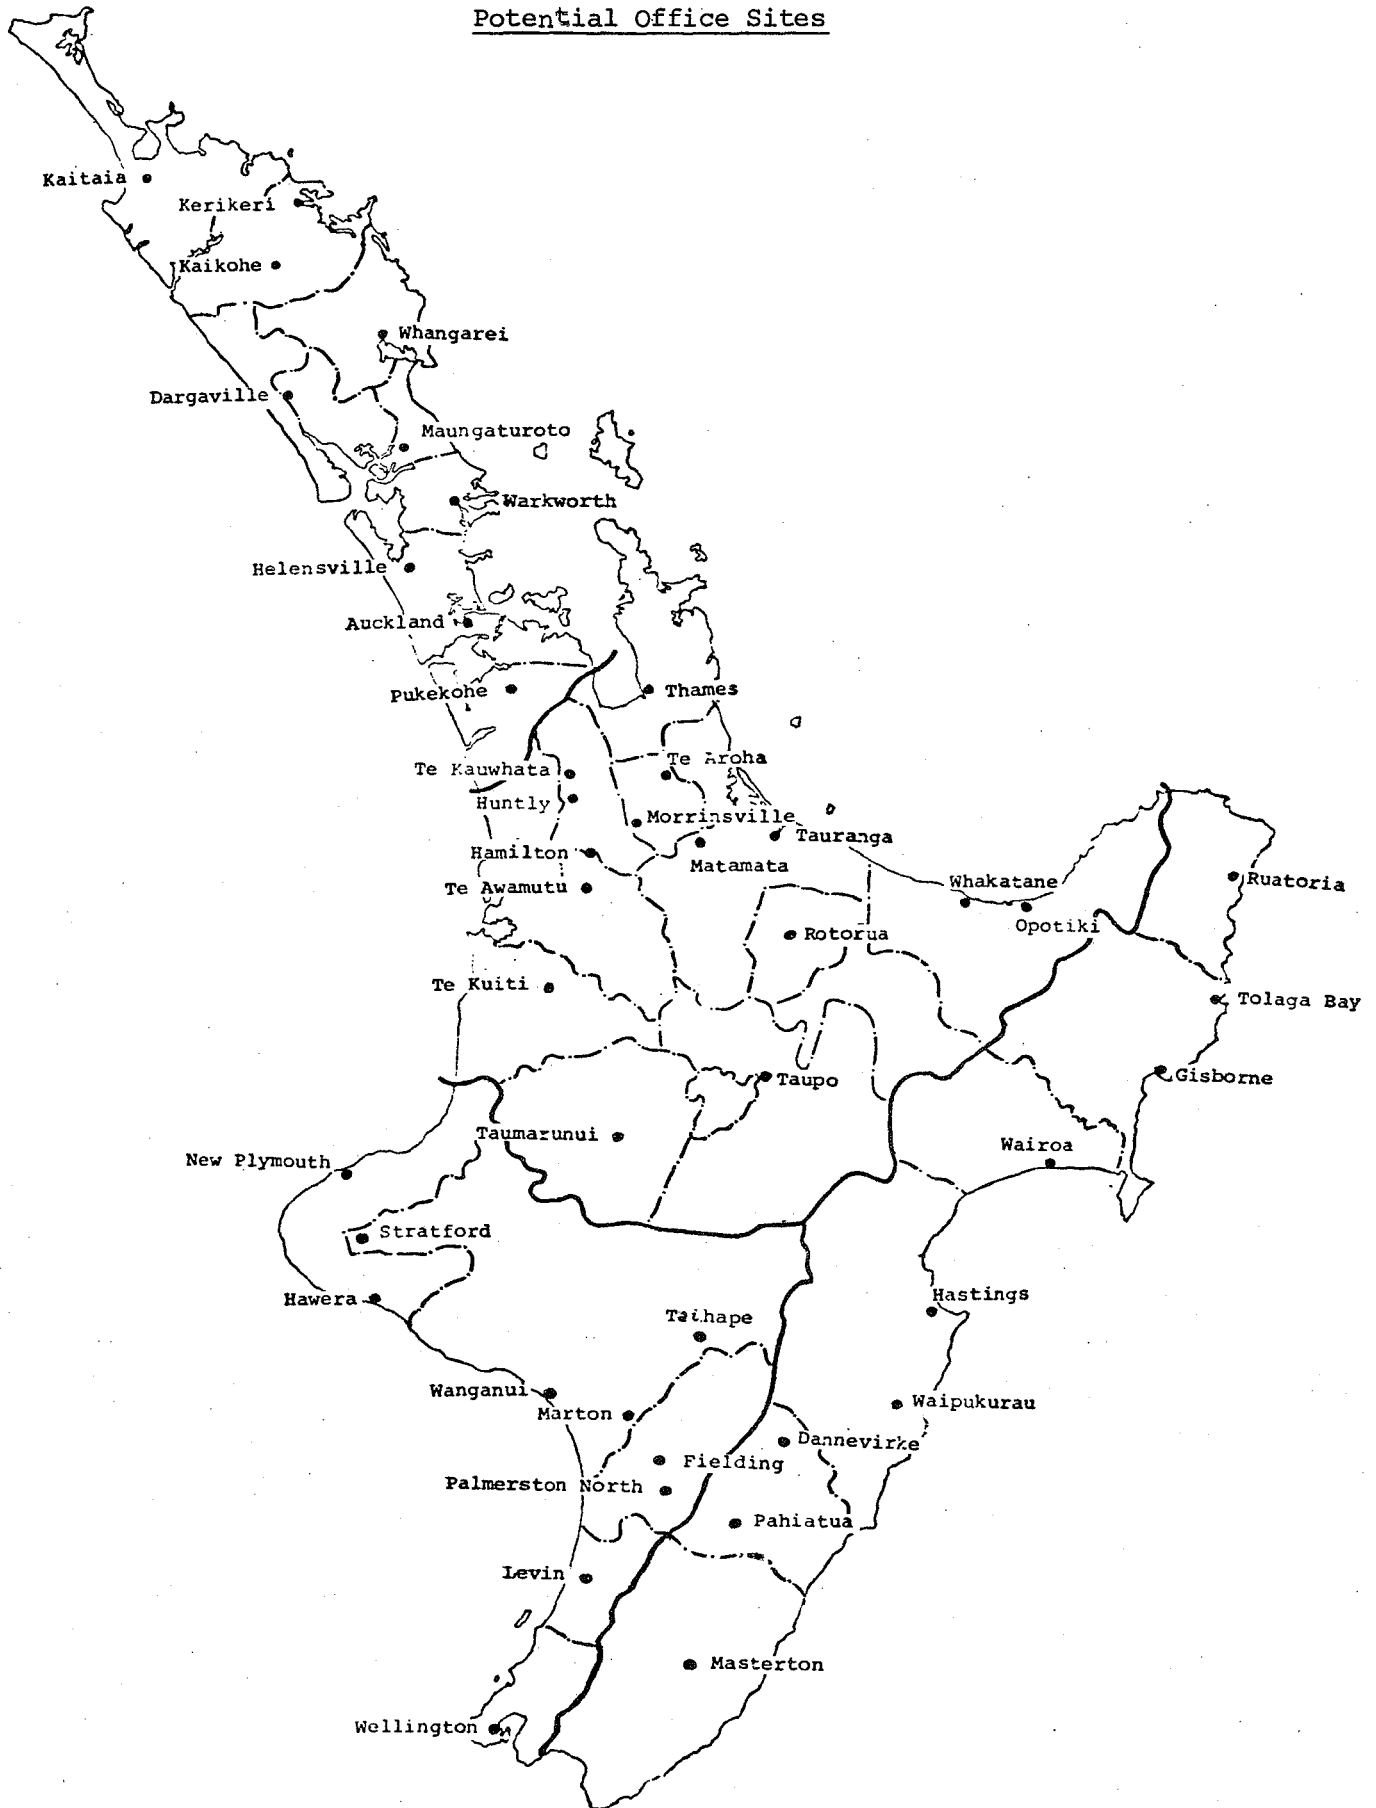 Potential Office Sites
Kaitaia
Kerikeri
Kaikohe
Whangarei
Dargaville
Maungaturoto
Warkworth
Helensville
Auckland
Pukekohe
Thames
Te Kauwhata
Te Aroha
Huntly
Morrinsville
Tauranga
Hamilton
Matamata
Te Awamutu
Whakatane
Ruatoria
Opotiki
Rotorua
Te Kuiti
Tolaga Bay
Taupo
Gisborne
Taumarunui
Wairoa
New Plymouth
Stratford
Hawera
Hastings
Taihape
Wanganui
Waipukurau
Marton
Dannevirke
Fielding
Palmerston North
Pahiatua
Levin
Masterton
Wellington